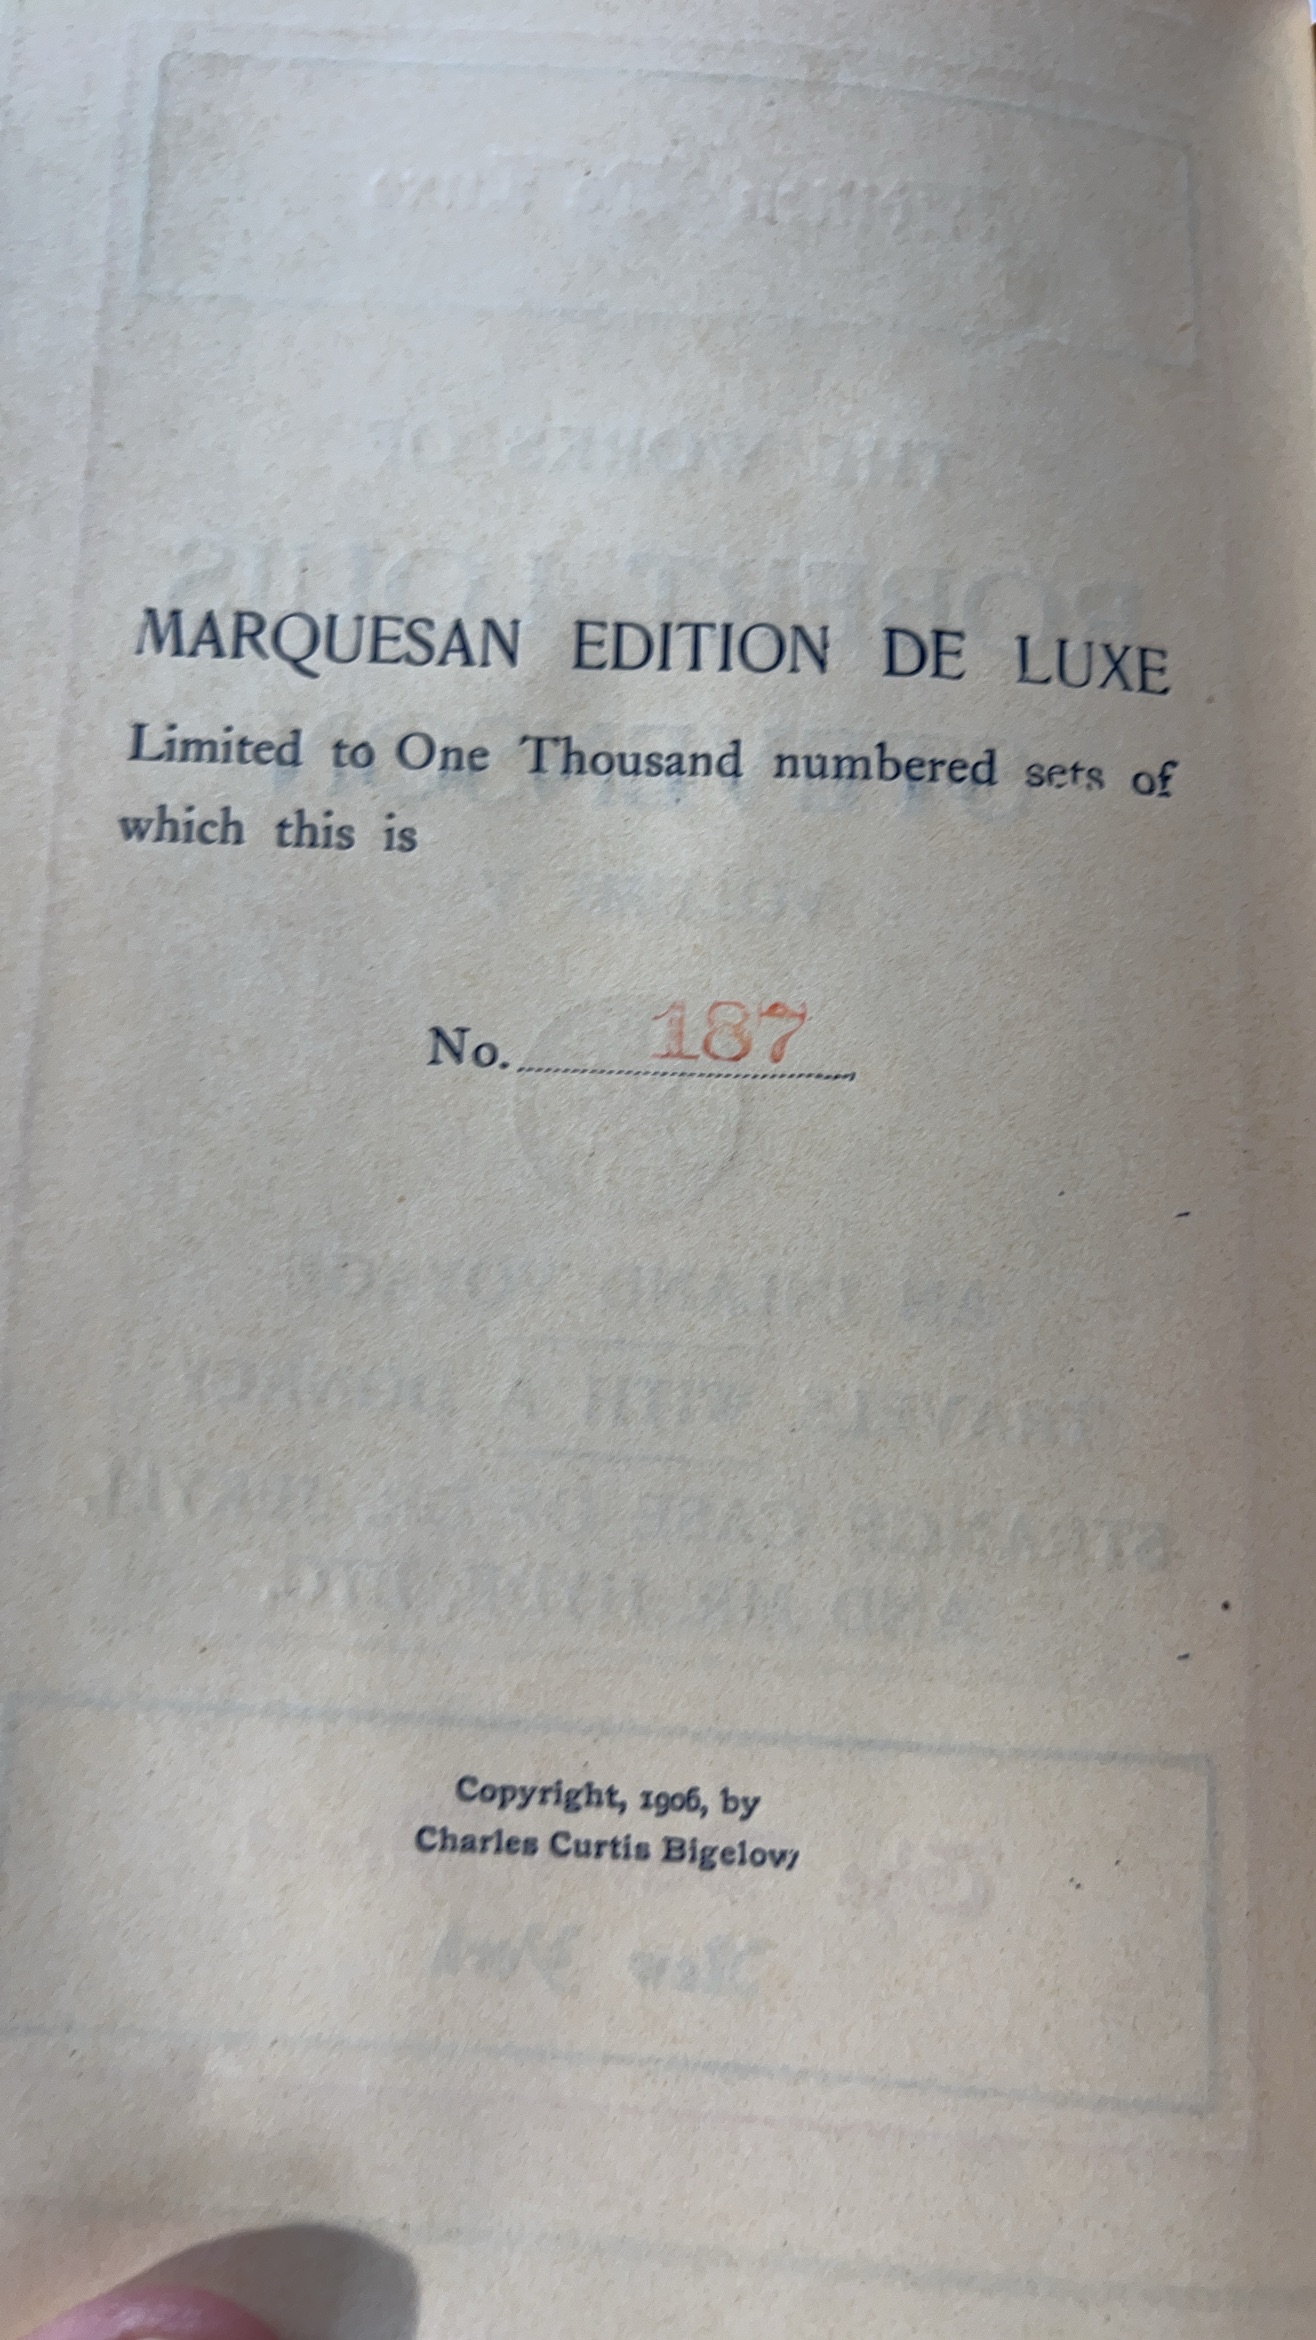 MARQUESAN EDITION DE LUXE
Limited to One Thousand numbered sets of
which this is
No. 187
Copyright, 1906, by
Charles Curtis Bigelow